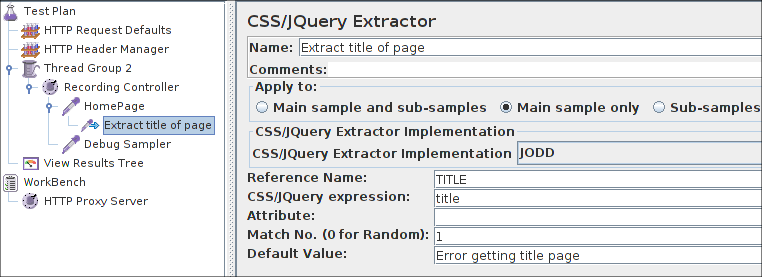 Test Plan
HTTP Request Defaults
HTTP Header Manager
Thread Group 2
Recording Controller
HomePage
Extract title of page
Debug Sampler
View Results Tree
WorkBench
HTTP Proxy Server
CSS/JQuery Extractor
Name: Extract title of page
Comments:
Apply to:
Main sample and sub-samples Main sample only Sub-samples
CSS/JQuery Extractor Implementation
CSS/JQuery Extractor Implementation JODD
Reference Name: TITLE
CSS/JQuery expression: title
Attribute:
Match No. (0 for Random): 1
Default Value: Error getting title page